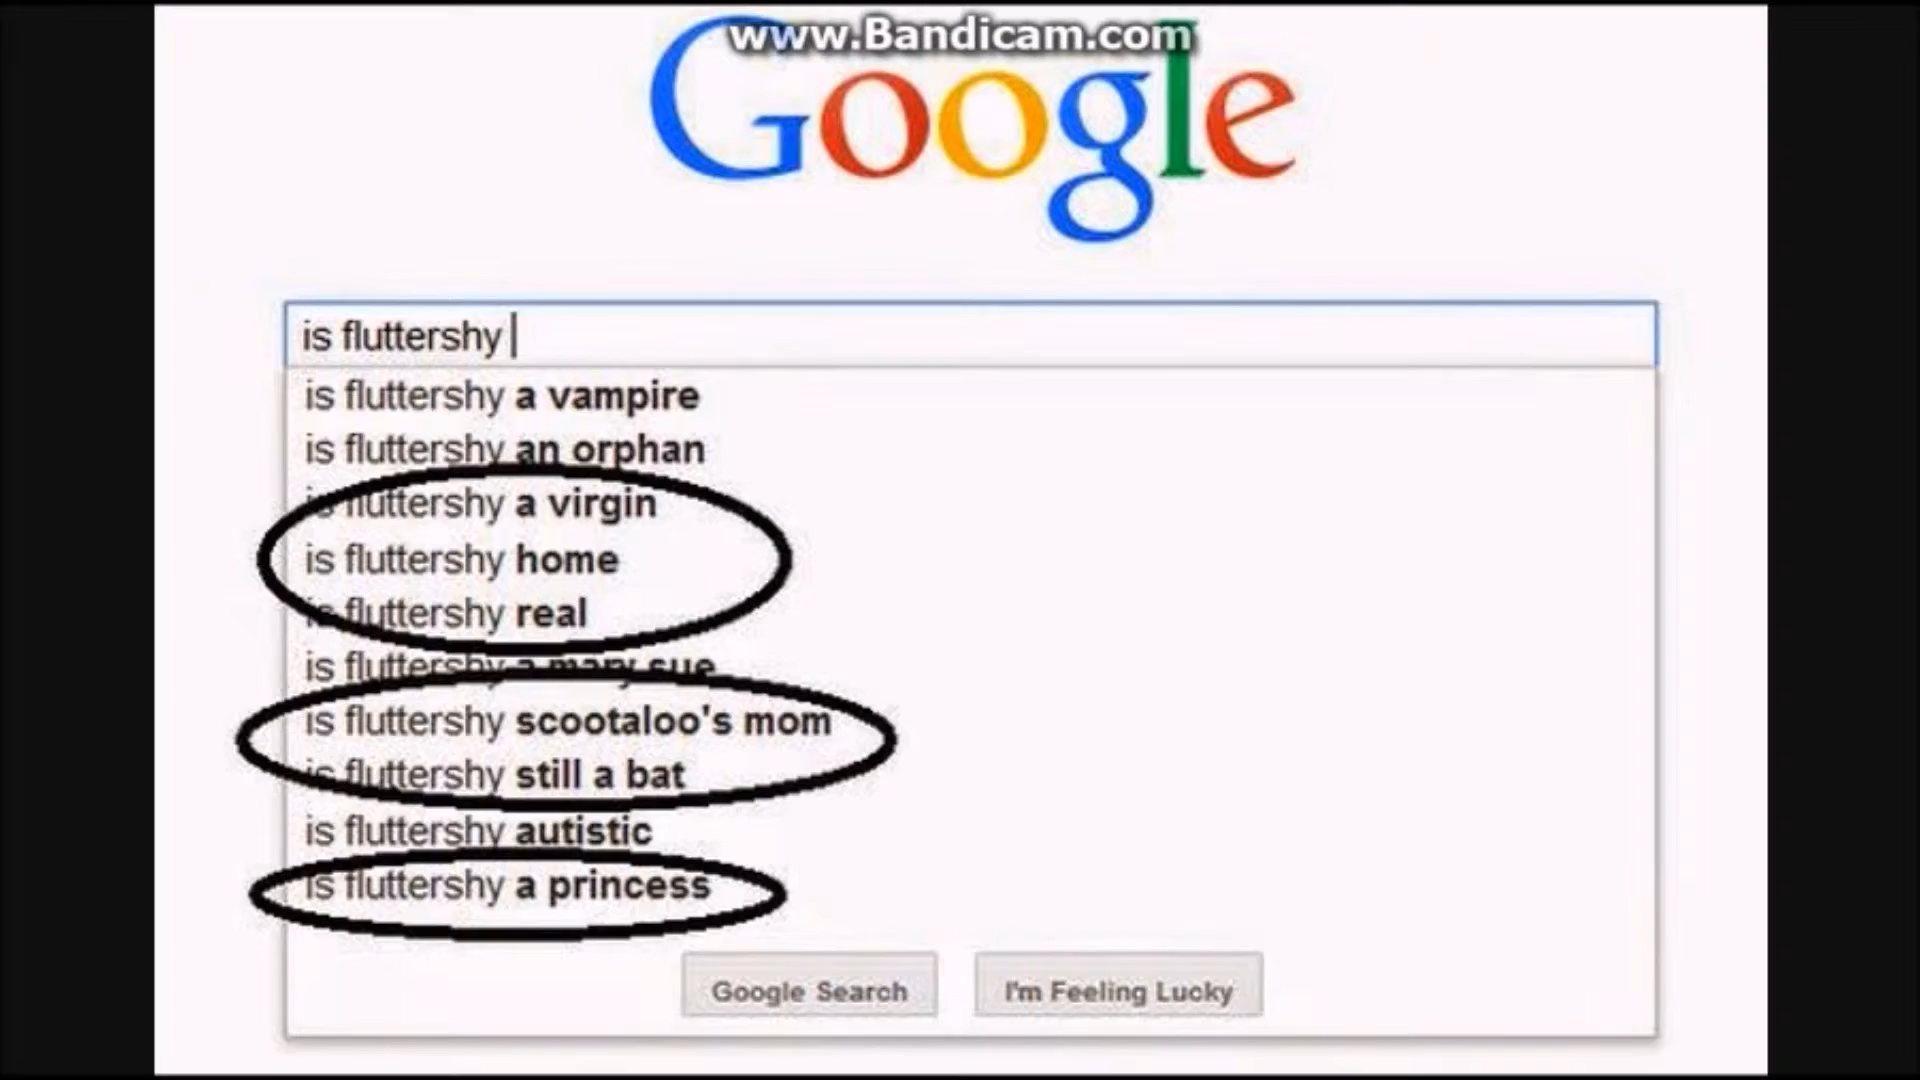 www.Bandicam.com
Google
is fluttershy
is fluttershy a vampire
is fluttershy an orphan
is fluttershy a virgin
is fluttershy home
is fluttershy real
is fluttershy a mary sue
is fluttershy scootaloo's mom
is fluttershy still a bat
is fluttershy autistic
is fluttershy a princess
Google Search
I'm Feeling Lucky